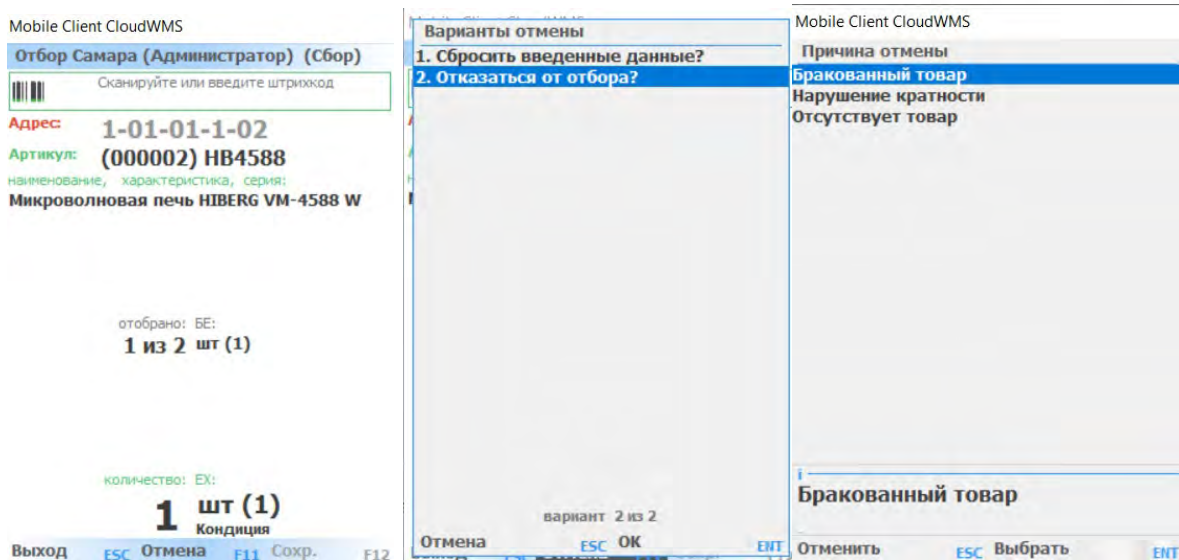 Mobile Client CloudWMS
Отбор Самара (Администратор) (Сбор)
Сканируйте или введите штрихкод
Адрес: 1-01-01-1-02
Артикул: (000002) HB4588
наименование, характеристика, серия:
Микроволновая печь HIBERG VM-4588 W
отобрано: БЕ:
1 из 2 шт (1)
количество: ЕХ:
1 шт (1)
Кондиция
Выход ESC Отмена F11 Сохр. F12
Варианты отмены
1. Сбросить введенные данные?
2. Отказаться от отбора?
вариант 2 из 2
Отмена ESC ОК ENT
Mobile Client CloudWMS
Причина отмены
Бракованный товар
Нарушение кратности
Отсутствует товар
i
Бракованный товар
Отменить ESC Выбрать ENT